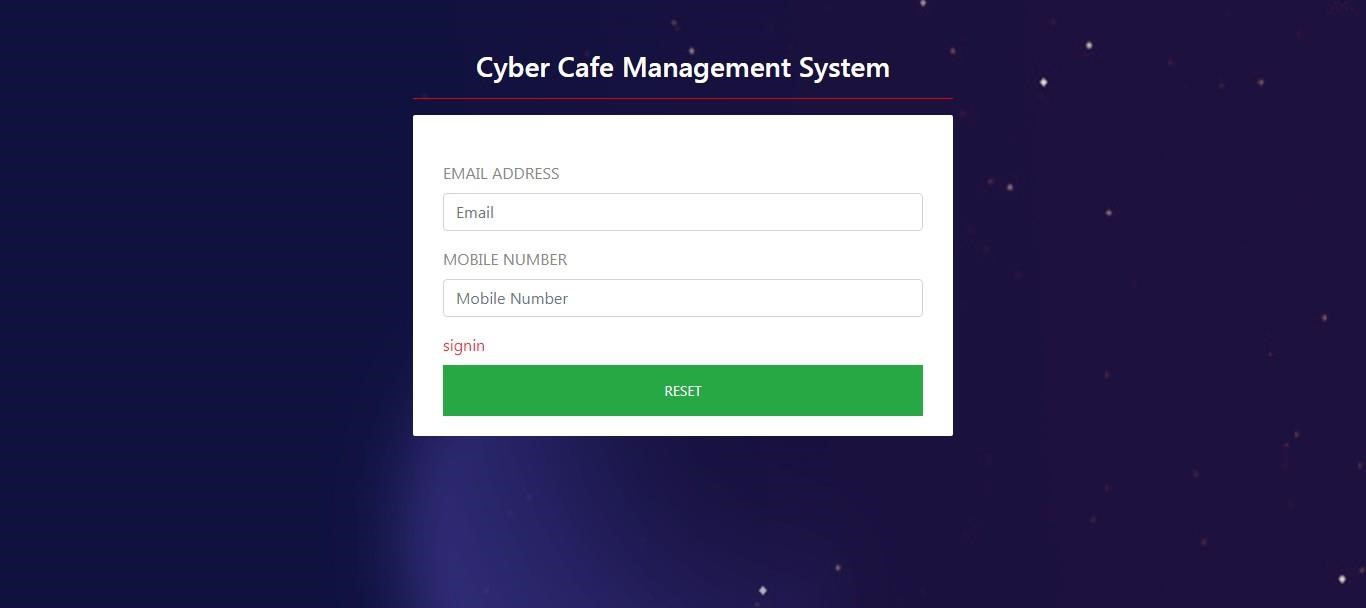 Cyber Cafe Management System
EMAIL ADDRESS
Email
MOBILE NUMBER
Mobile Number
signin
RESET